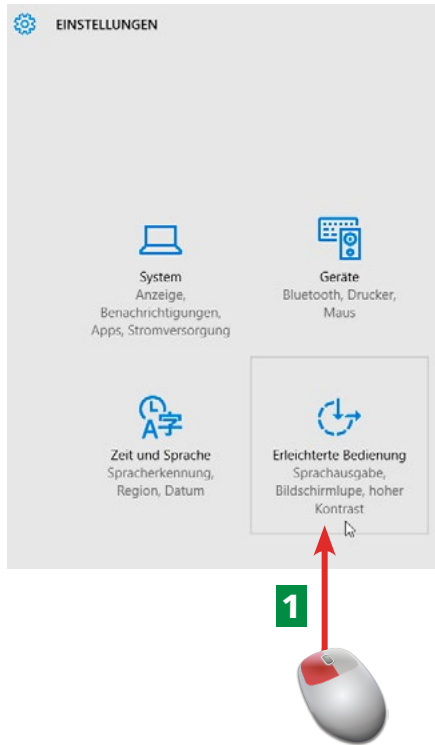 EINSTELLUNGEN
System
Anzeige,
Benachrichtigungen,
Apps, Stromversorgung
Geräte
Bluetooth, Drucker,
Maus
Zeit und Sprache
Spracherkennung,
Region, Datum
Erleichterte Bedienung
Sprachausgabe,
Bildschirmlupe, hoher
Kontrast
1